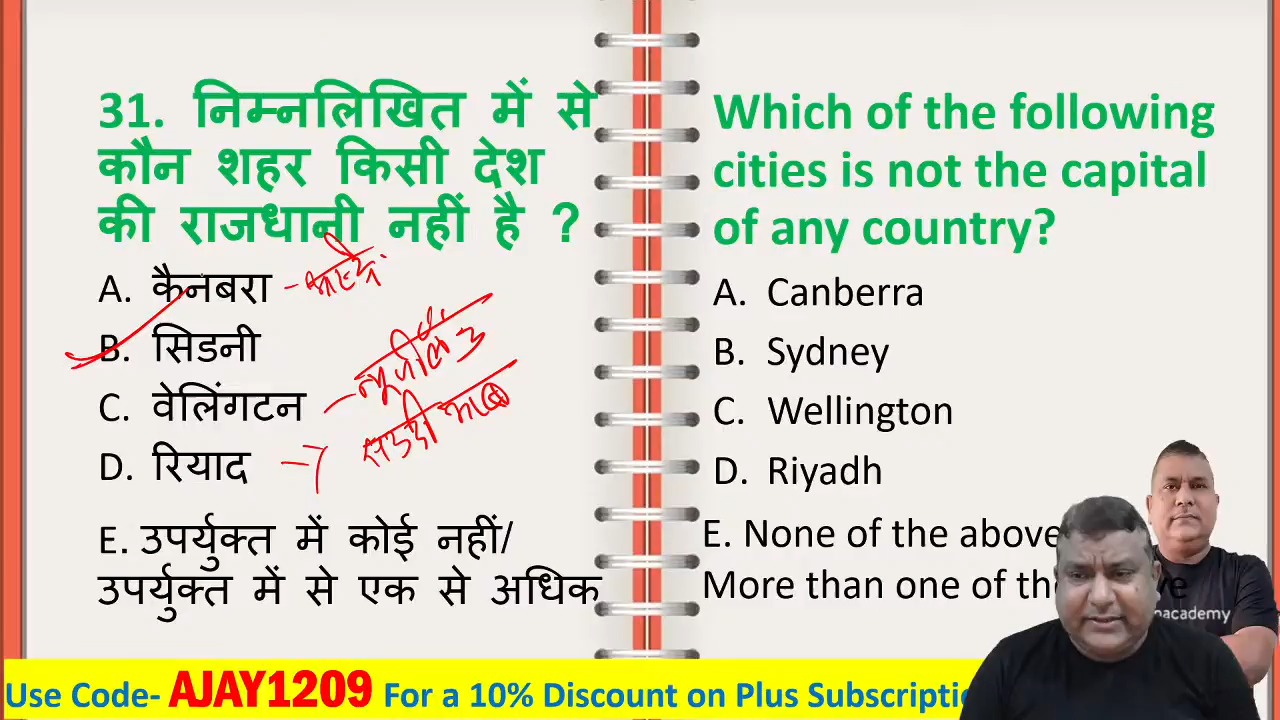 31. निम्नलिखित में से
कौन शहर किसी देश
की राजधानी नहीं है ?
A. कैनबरा
B. सिडनी
C. वेलिंगटन
D. रियाद
E. उपर्युक्त में कोई नहीं/
उपर्युक्त में से एक से अधिक
Which of the following
cities is not the capital
of any country?
A. Canberra
B. Sydney
C. Wellington
D. Riyadh
E. None of the above
More than one of
Use Code- AJAY1209 For a 10% Discount on Plus